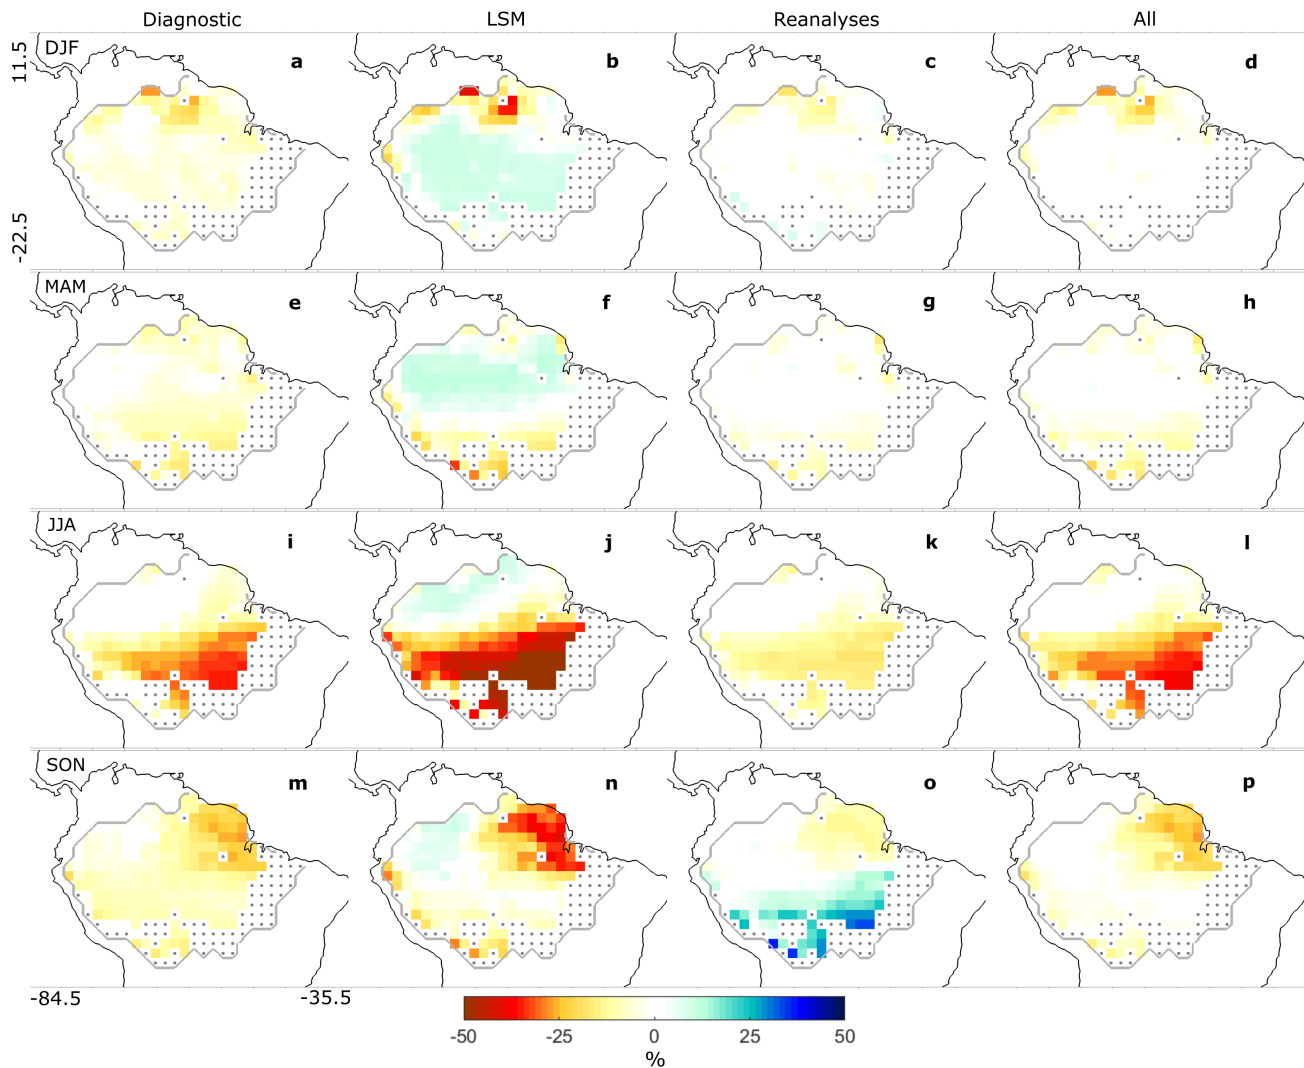 Diagnostic LSM Reanalyses All
DJF a b c d
11.5
-22.5
MAM e f g h
JJA i j k l
SON m n o p
-84.5 -35.5
-50 -25 0 25 50
%